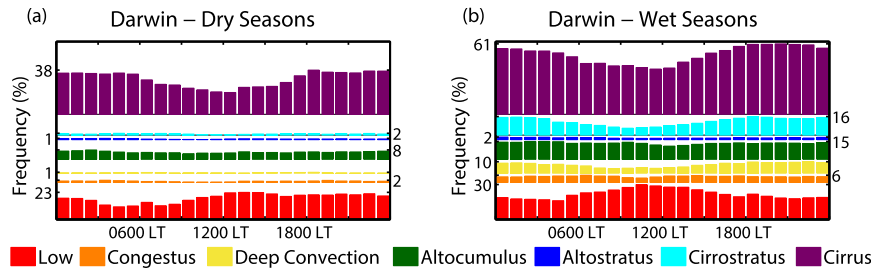 (a) Darwin − Dry Seasons
Frequency (%)
38
1
2
8
1
2
23
0600 LT 1200 LT 1800 LT
(b) Darwin − Wet Seasons
Frequency (%)
61
16
2
15
10
6
30
0600 LT 1200 LT 1800 LT
Low Congestus Deep Convection Altocumulus Altostratus Cirrostratus Cirrus